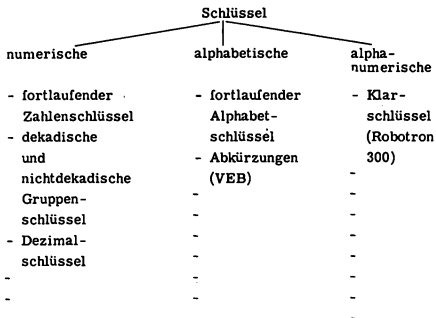 Schlüssel
numerische
- fortlaufender
Zahlenschlüssel
- dekadische
und
nichtdekadische
Gruppen-
schlüssel
- Dezimal-
schlüssel
-
-
alphabetische
- fortlaufender
Alphabet-
schlüssel
- Abkürzungen
(VEB)
-
-
-
-
-
-
alpha-
numerische
- Klar-
schlüssel
(Robotron
300)
-
-
-
-
-
-
-
-